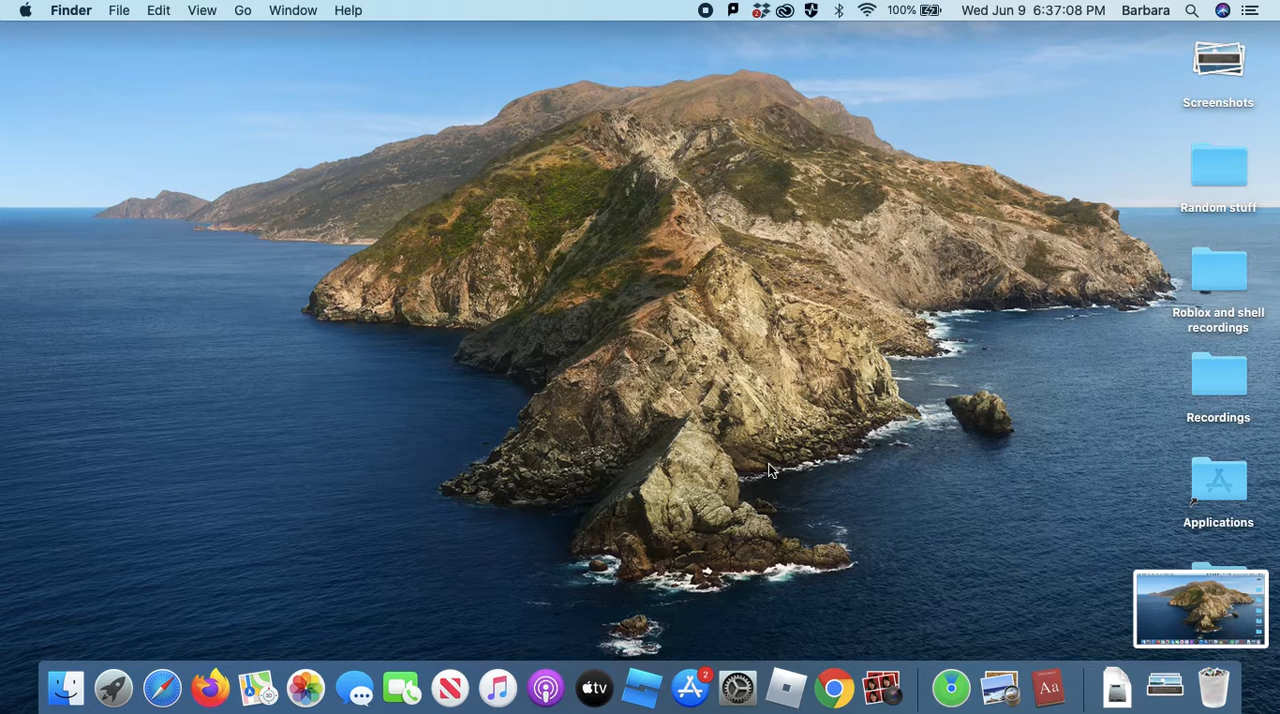 Finder File Edit View Go Window Help 100% Wed Jun 9 6:37:08 PM Barbara
Screenshots
Random stuff
Roblox and shell
recordings
Recordings
Applications
3D
tv
2
Aa